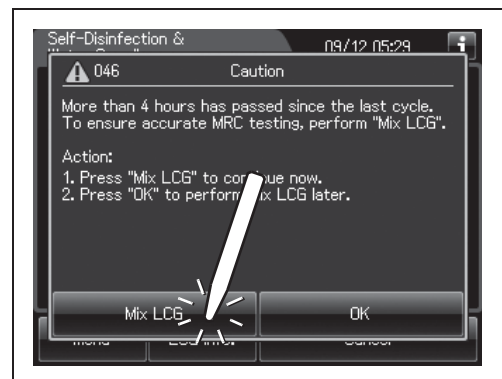 Self-Disinfection &
09/12 05:29
046 Caution
More than 4 hours has passed since the last cycle.
To ensure accurate MRC testing, perform "Mix LCG".
Action:
1. Press "Mix LCG" to continue now.
2. Press "OK" to perform Mix LCG later.
Mix LCG OK